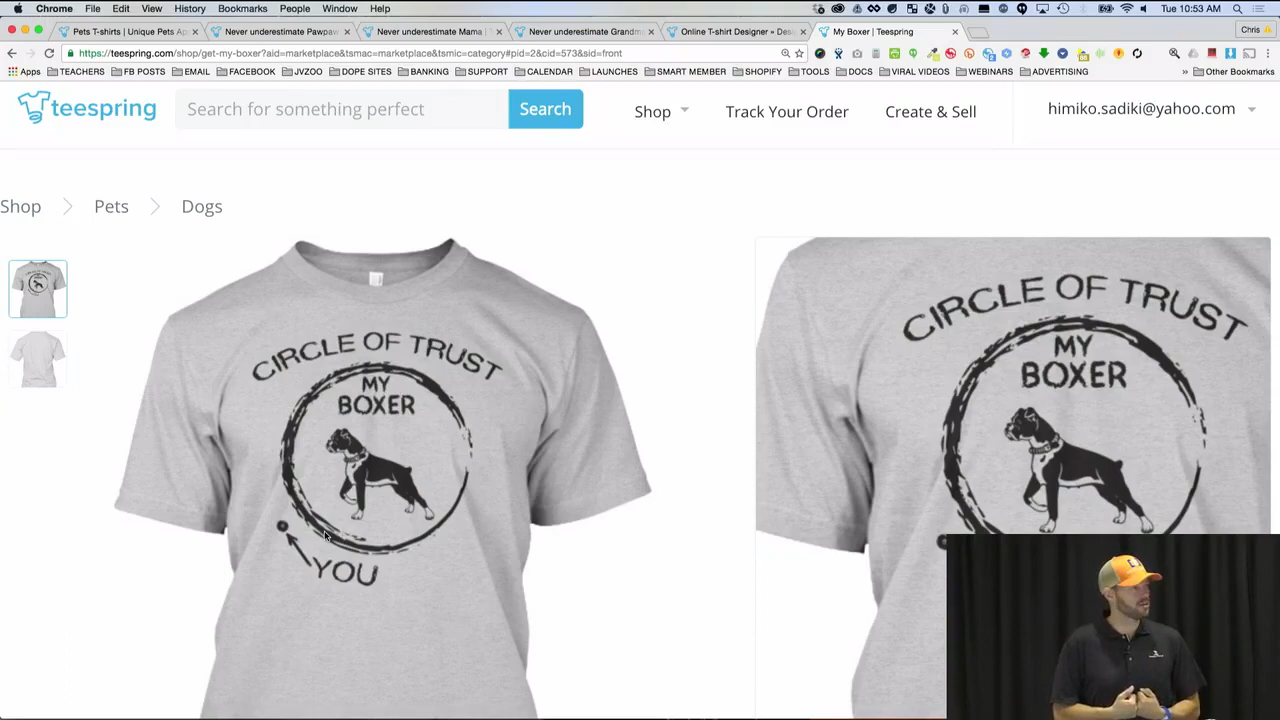 Chrome File Edit View History Bookmarks People Window Help
Tue 10:53 AM
Pets T-shirts | Unique Pets Ap
Never underestimate Pawpaw
Never underestimate Mama | T
Never underestimate Grandm
Online T-shirt Designer » Des
My Boxer | Teespring
Chris
https://teespring.com/shop/get-my-boxer?aid=marketplace&tsmac=marketplace&tsmic=category#pid=2&cid=573&sid=front
Apps TEACHERS FB POSTS EMAIL FACEBOOK JVZOO DOPE SITES BANKING SUPPORT CALENDAR LAUNCHES SMART MEMBER SHOPIFY TOOLS DOCS VIRAL VIDEOS WEBINARS ADVERTISING » Other Bookmarks
teespring
Search for something perfect
Search
Shop
Track Your Order
Create & Sell
himiko.sadiki@yahoo.com
Shop
Pets
Dogs
CIRCLE OF TRUST
MY
BOXER
YOU
CIRCLE OF TRUST
MY
BOXER